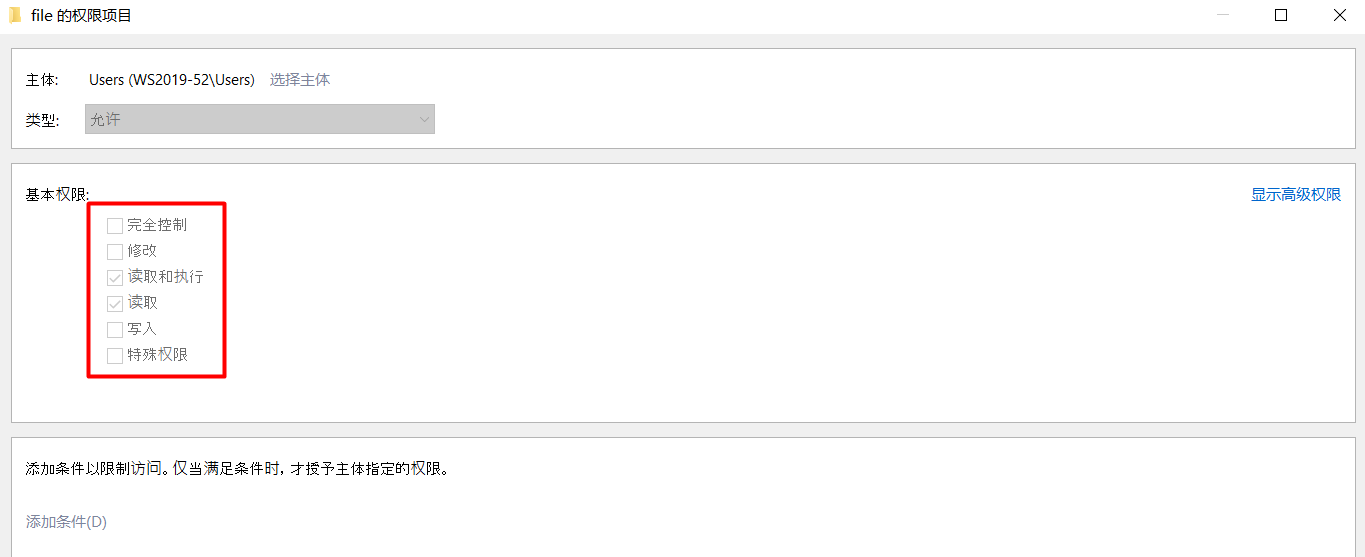 file 的权限项目
主体: Users (WS2019-52\Users) 选择主体
类型: 允许
基本权限: 显示高级权限
完全控制
修改
读取和执行
读取
写入
特殊权限
添加条件以限制访问。仅当满足条件时, 才授予主体指定的权限。
添加条件(D)